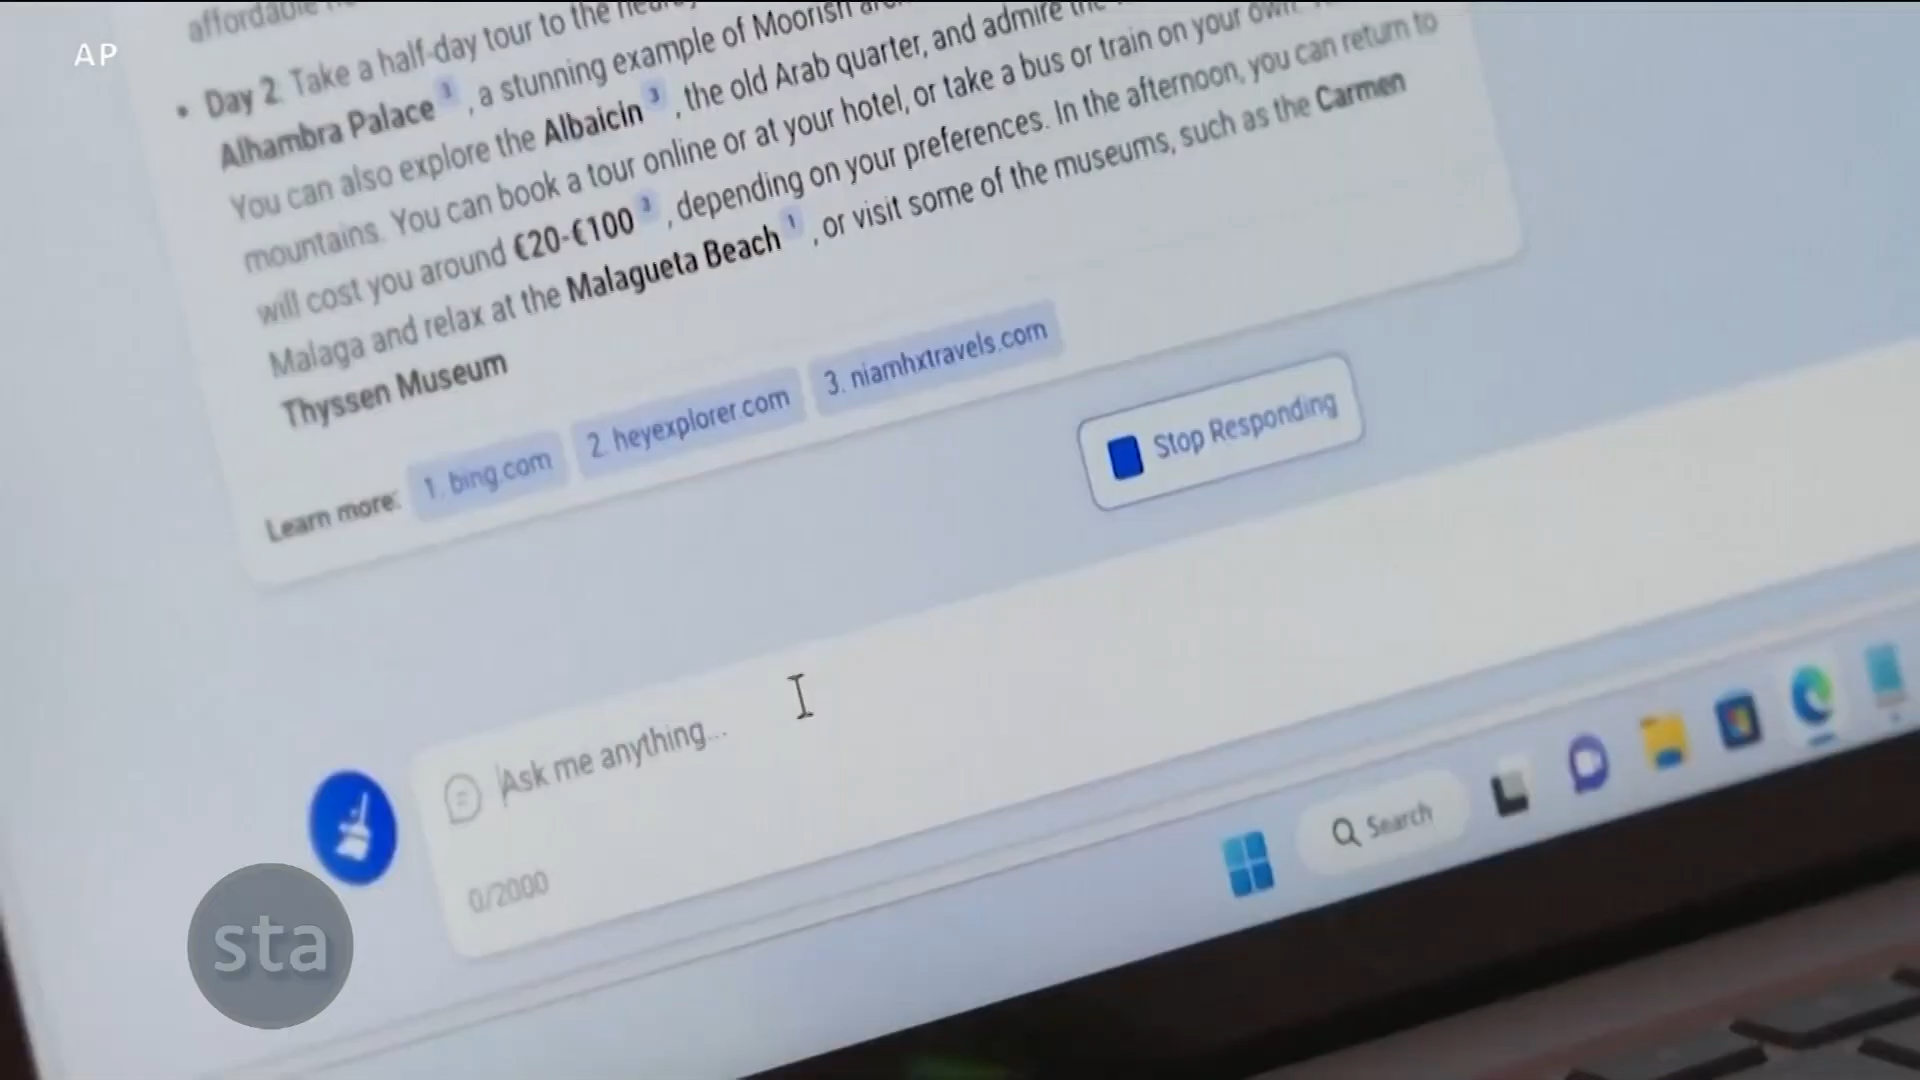 AP
affordable
• Day 2. Take a half-day tour to the
Alhambra Palace 3 , a stunning example of Moorish
You can also explore the Albaicin 3 , the old Arab quarter, and admire the
mountains. You can book a tour online or at your hotel, or take a bus or train on your own.
will cost you around €20-€100 3 , depending on your preferences. In the afternoon, you can return to
Malaga and relax at the Malagueta Beach 1 , or visit some of the museums, such as the Carmen
Thyssen Museum
Learn more: 1. bing.com 2. heyexplorer.com 3. niamhxtravels.com
Stop Responding
Ask me anything...
0/2000
Search
sta